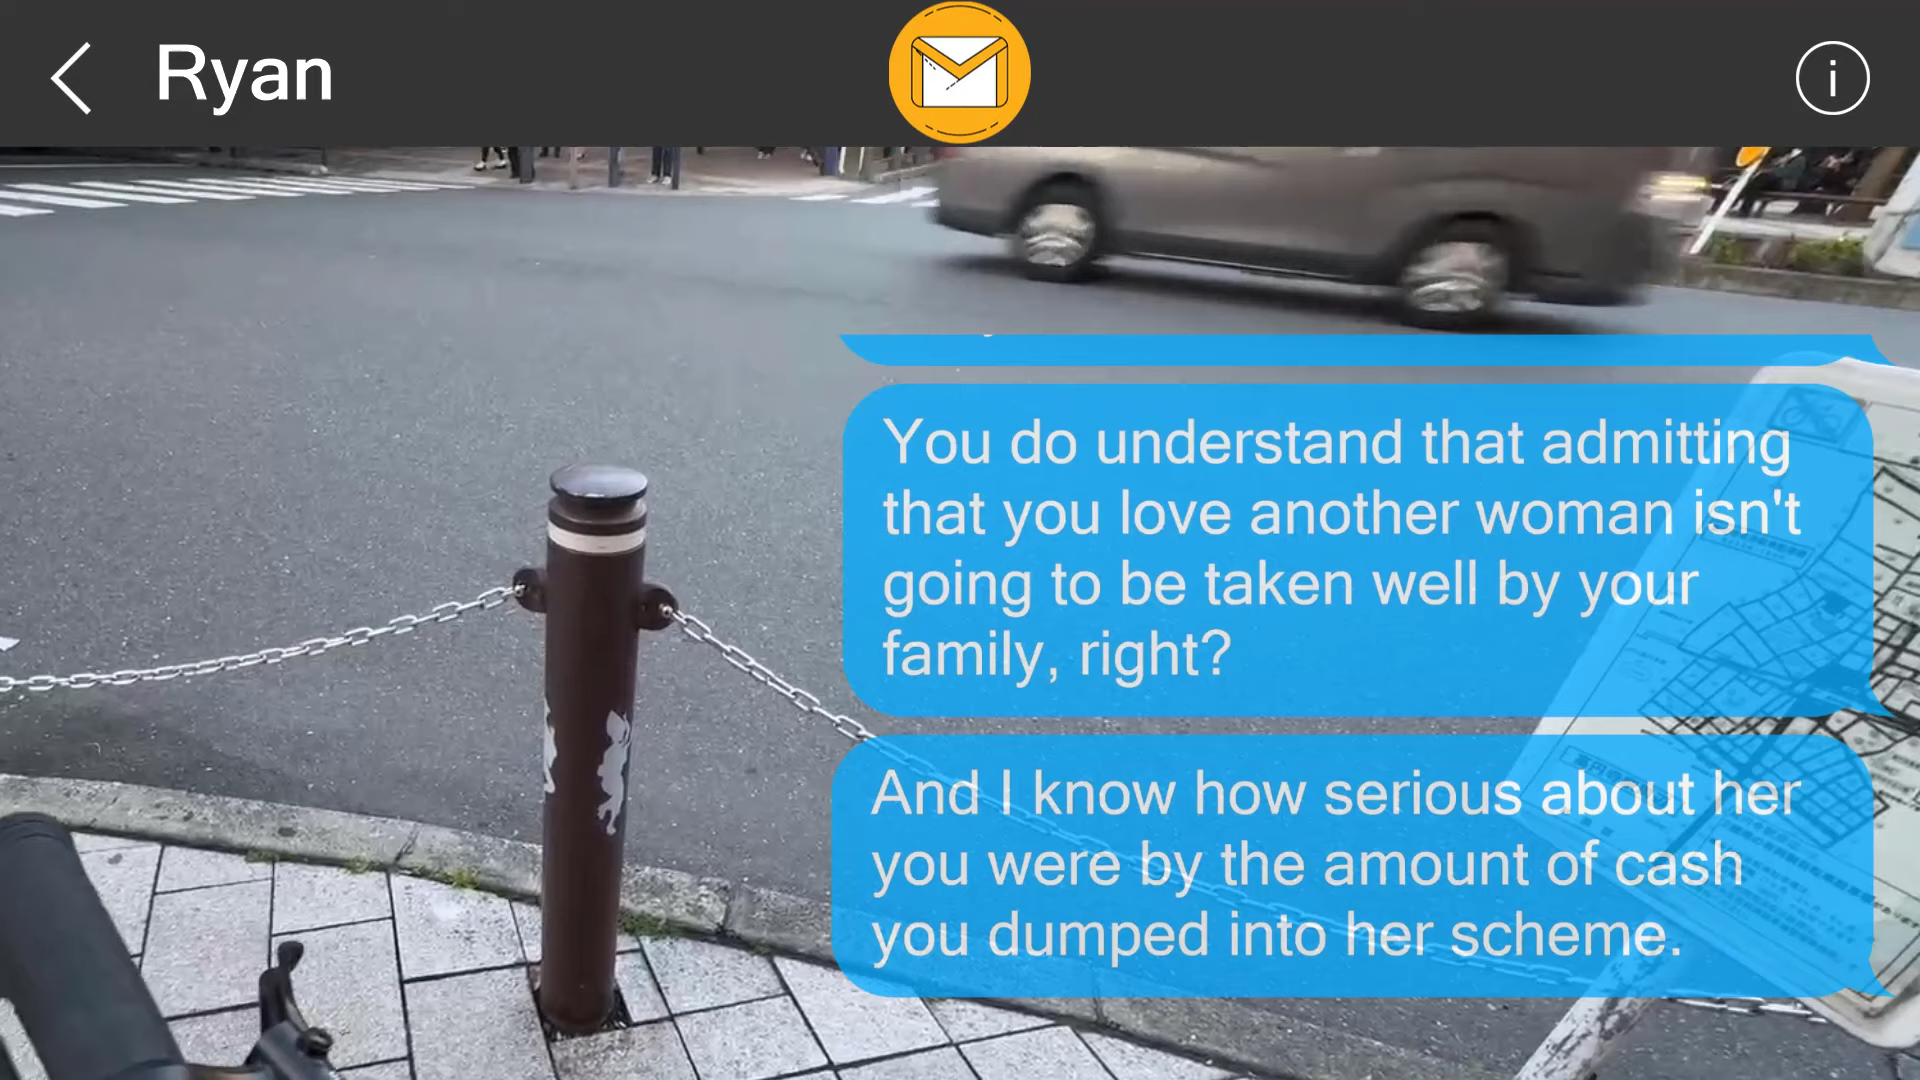 Ryan
You do understand that admitting
that you love another woman isn't
going to be taken well by your
family, right?
And I know how serious about her
you were by the amount of cash
you dumped into her scheme.